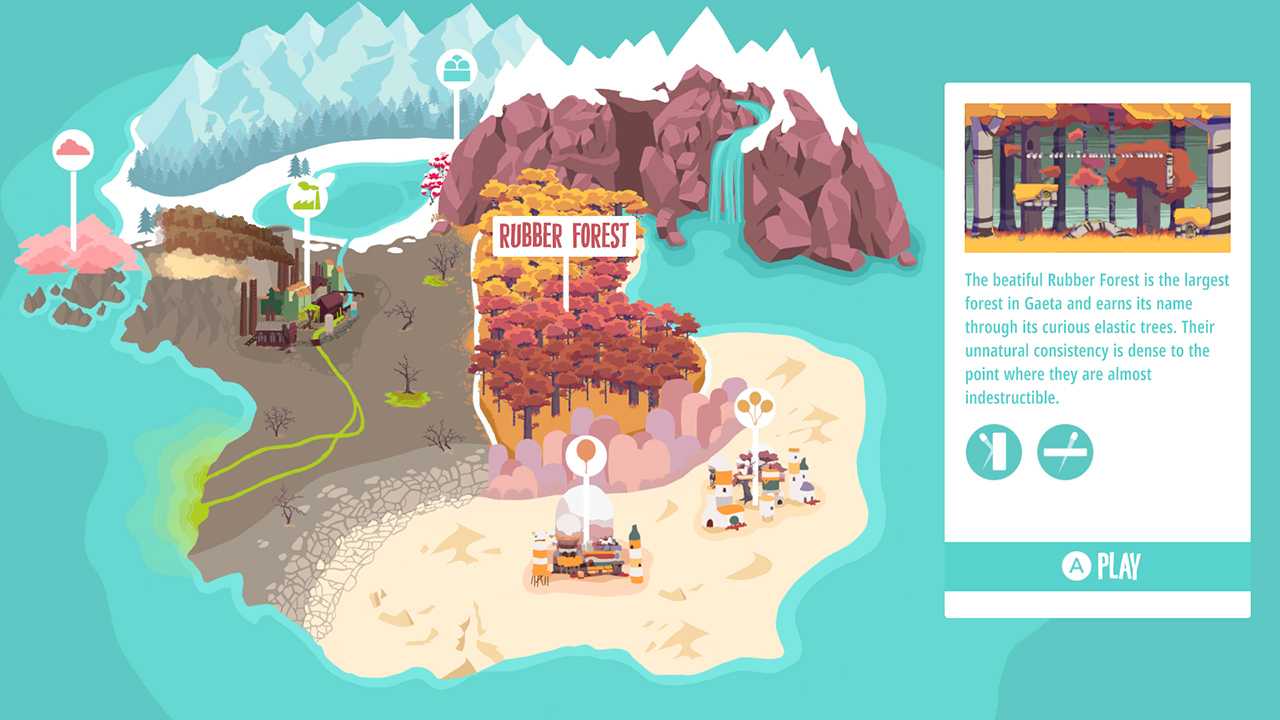 RUBBER FOREST
The beatiful Rubber Forest is the largest
forest in Gaeta and earns its name
through its curious elastic trees. Their
unnatural consistency is dense to the
point where they are almost
indestructible.
A PLAY